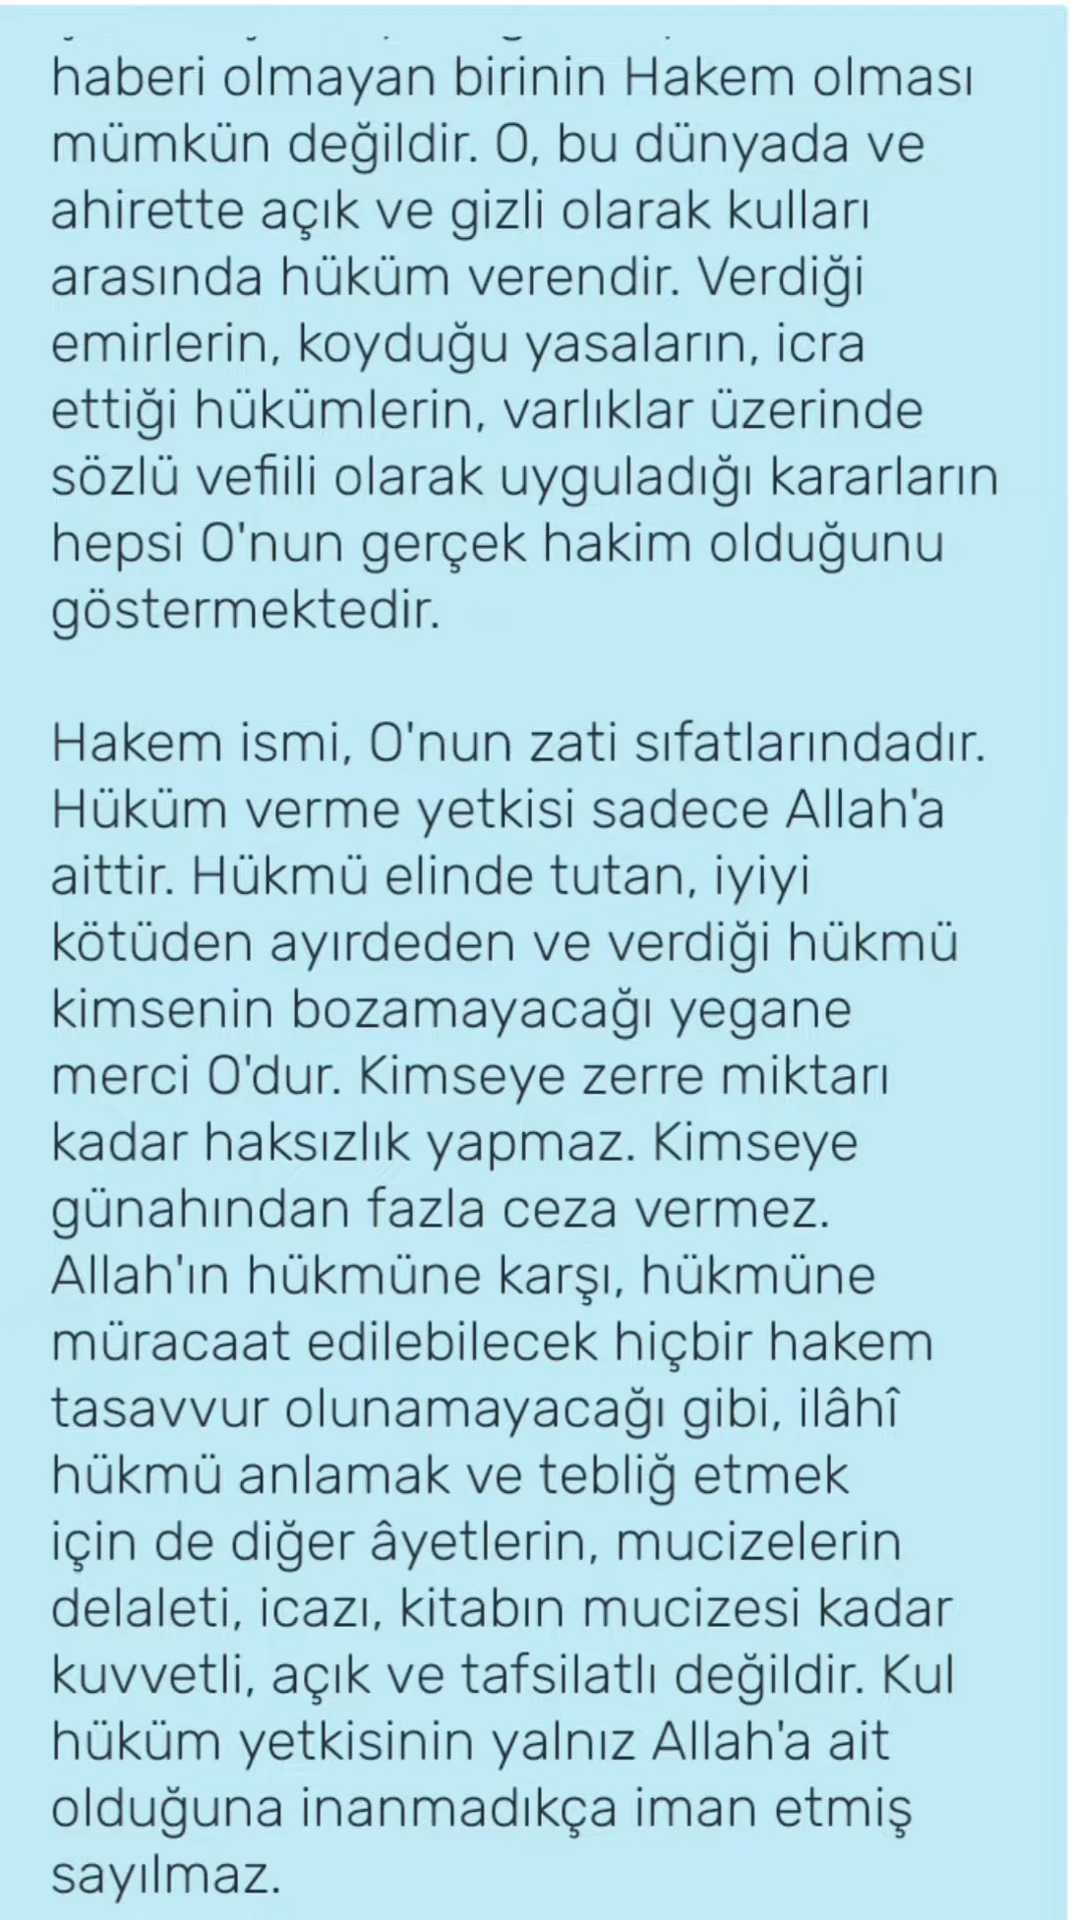 haberi olmayan birinin Hakem olması
mümkün değildir. O, bu dünyada ve
ahirette açık ve gizli olarak kulları
arasında hüküm verendir. Verdiği
emirlerin, koyduğu yasaların, icra
ettiği hükümlerin, varlıklar üzerinde
sözlü vefiili olarak uyguladığı kararların
hepsi O'nun gerçek hakim olduğunu
göstermektedir.

Hakem ismi, O'nun zati sıfatlarındadır.
Hüküm verme yetkisi sadece Allah'a
aittir. Hükmü elinde tutan, iyiyi
kötüden ayırdeden ve verdiği hükmü
kimsenin bozamayacağı yegane
merci O'dur. Kimseye zerre miktarı
kadar haksızlık yapmaz. Kimseye
günahından fazla ceza vermez.
Allah'ın hükmüne karşı, hükmüne
müracaat edilebilecek hiçbir hakem
tasavvur olunamayacağı gibi, ilâhî
hükmü anlamak ve tebliğ etmek
için de diğer âyetlerin, mucizelerin
delaleti, icazı, kitabın mucizesi kadar
kuvvetli, açık ve tafsilatlı değildir. Kul
hüküm yetkisinin yalnız Allah'a ait
olduğuna inanmadıkça iman etmiş
sayılmaz.